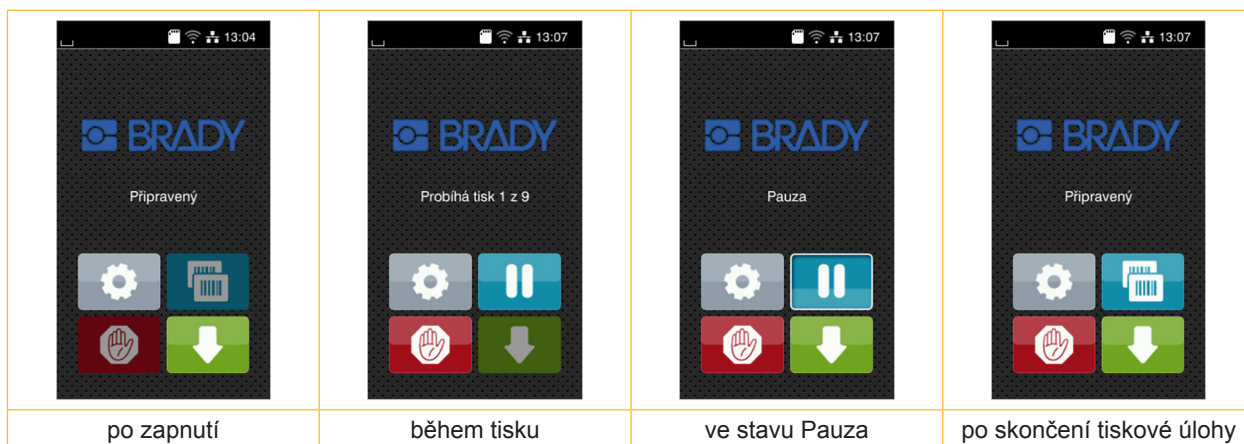 13:04
BRADY
Připravený
po zapnutí
13:07
BRADY
Probíhá tisk 1 z 9
během tisku
13:07
BRADY
Pauza
ve stavu Pauza
13:07
BRADY
Připravený
po skončení tiskové úlohy